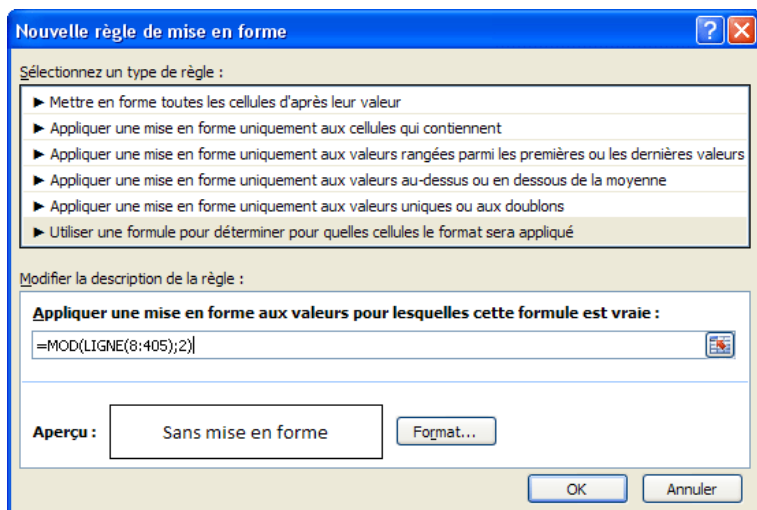 Nouvelle règle de mise en forme
Sélectionnez un type de règle :
► Mettre en forme toutes les cellules d'après leur valeur
► Appliquer une mise en forme uniquement aux cellules qui contiennent
► Appliquer une mise en forme uniquement aux valeurs rangées parmi les premières ou les dernières valeurs
► Appliquer une mise en forme uniquement aux valeurs au-dessus ou en dessous de la moyenne
► Appliquer une mise en forme uniquement aux valeurs uniques ou aux doublons
► Utiliser une formule pour déterminer pour quelles cellules le format sera appliqué
Modifier la description de la règle :
Appliquer une mise en forme aux valeurs pour lesquelles cette formule est vraie :
=MOD(LIGNE(8:405);2)
Aperçu : Sans mise en forme Format...
OK Annuler